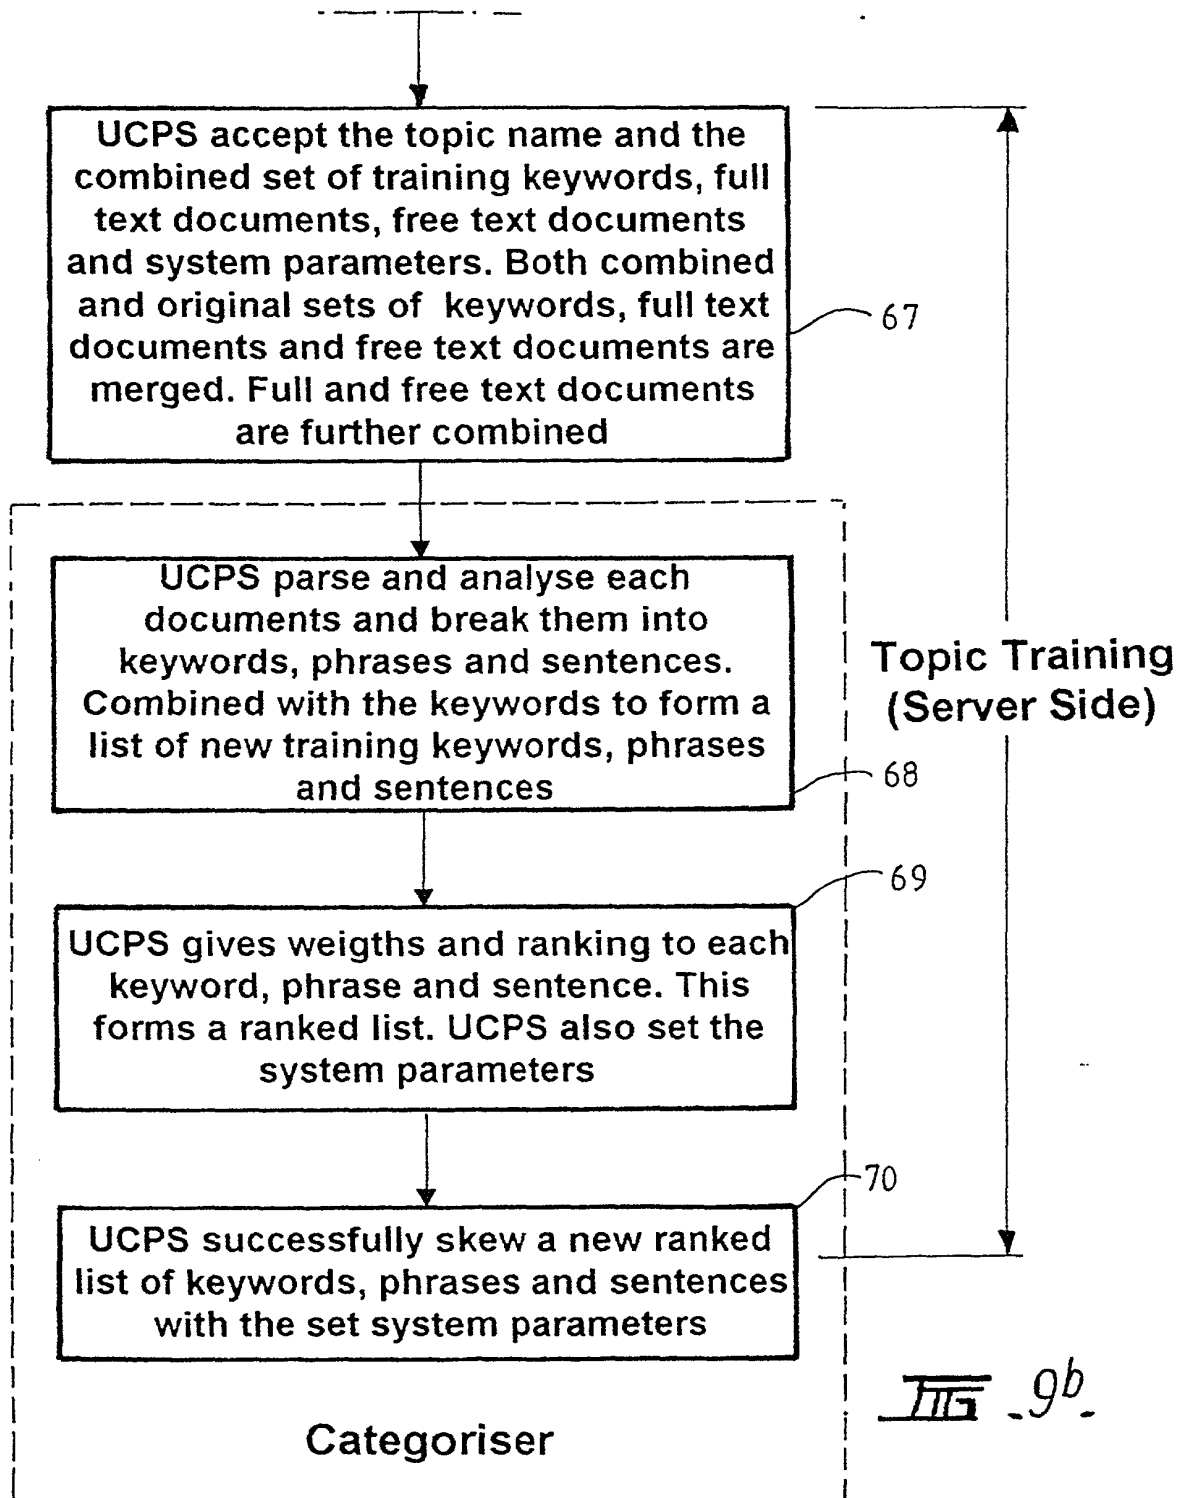 UCPS accept the topic name and the
combined set of training keywords, full
text documents, free text documents
and system parameters. Both combined
and original sets of keywords, full text
documents and free text documents are
merged. Full and free text documents
are further combined
67
UCPS parse and analyse each
documents and break them into
keywords, phrases and sentences.
Combined with the keywords to form a
list of new training keywords, phrases
and sentences
68
Topic Training
(Server Side)
69
UCPS gives weigths and ranking to each
keyword, phrase and sentence. This
forms a ranked list. UCPS also set the
system parameters
70
UCPS successfully skew a new ranked
list of keywords, phrases and sentences
with the set system parameters
Categoriser
FIG. 9b.